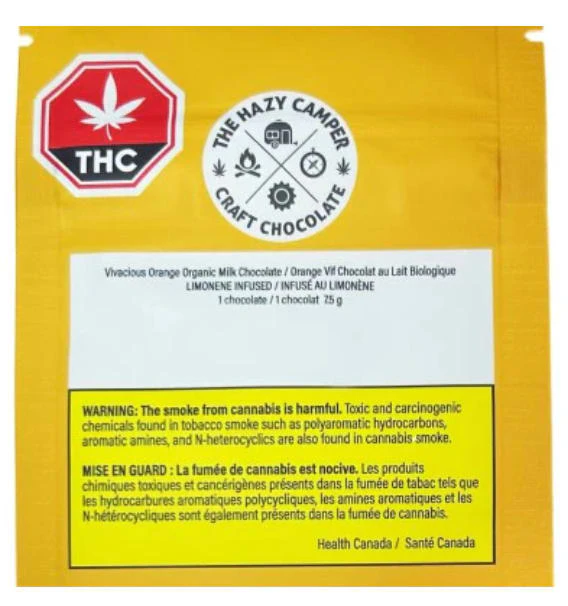 THC
THE HAZY CAMPER
CRAFT CHOCOLATE
Vivacious Orange Organic Milk Chocolate / Orange Vif Chocolat au Lait Biologique
LIMONENE INFUSED / INFUSÉ AU LIMONÈNE
1 chocolate / 1 chocolat 7.5 g
WARNING: The smoke from cannabis is harmful. Toxic and carcinogenic
chemicals found in tobacco smoke such as polyaromatic hydrocarbons,
aromatic amines, and N-heterocyclics are also found in cannabis smoke.
MISE EN GUARD : La fumée de cannabis est nocive. Les produits
chimiques toxiques et cancérigènes présents dans la fumée de tabac tels que
les hydrocarbures aromatiques polycycliques, les amines aromatiques et les
N-hétérocycliques sont également présents dans la fumée de cannabis.
Health Canada / Santé Canada